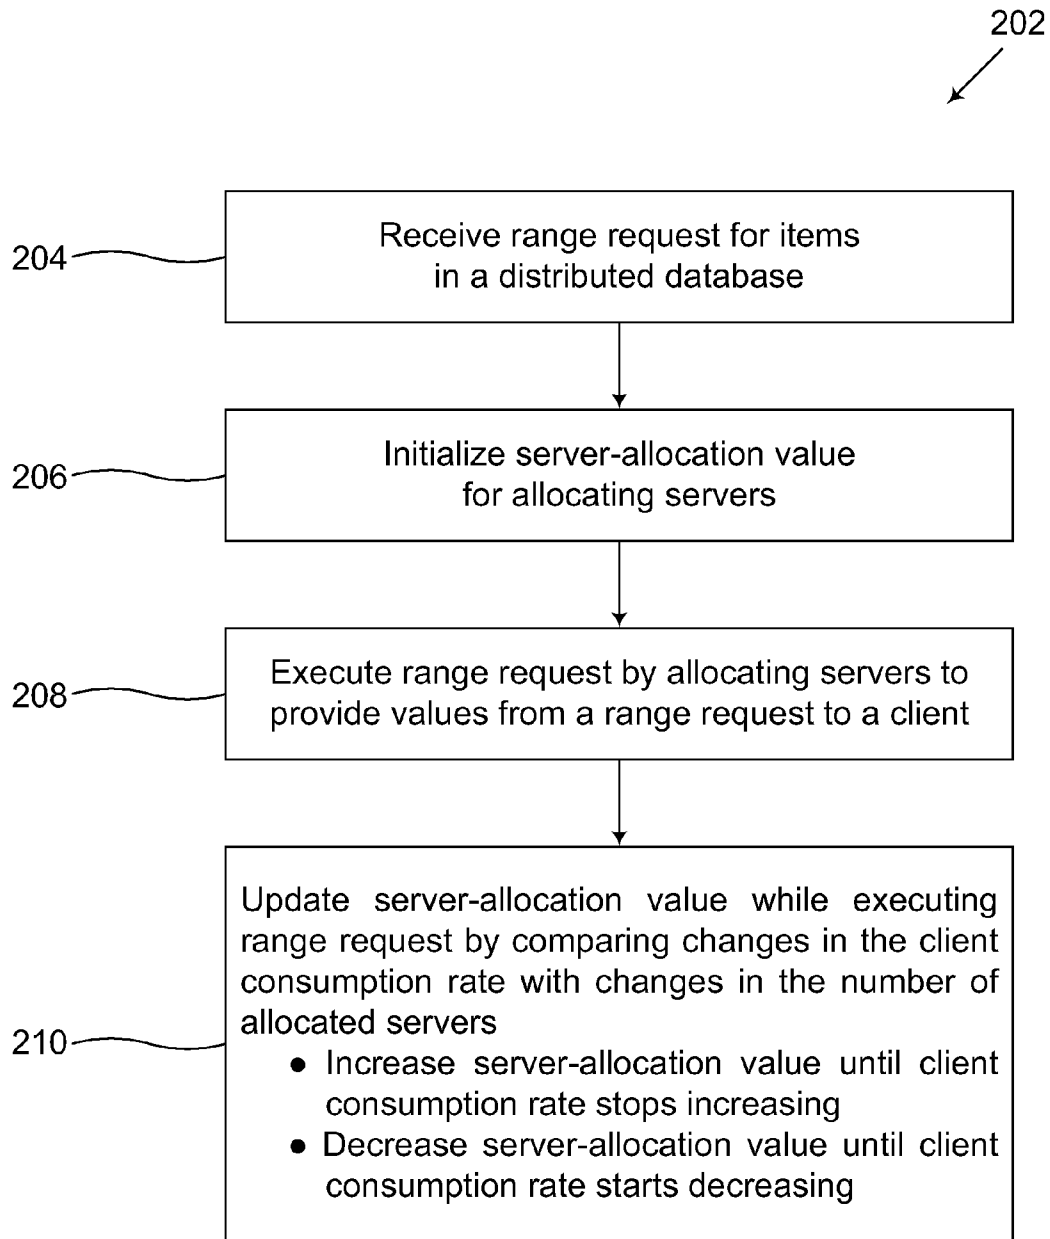 202
204
Receive range request for items
in a distributed database
206
Initialize server-allocation value
for allocating servers
208
Execute range request by allocating servers to
provide values from a range request to a client
210
Update server-allocation value while executing
range request by comparing changes in the client
consumption rate with changes in the number of
allocated servers
● Increase server-allocation value until client
consumption rate stops increasing
● Decrease server-allocation value until client
consumption rate starts decreasing